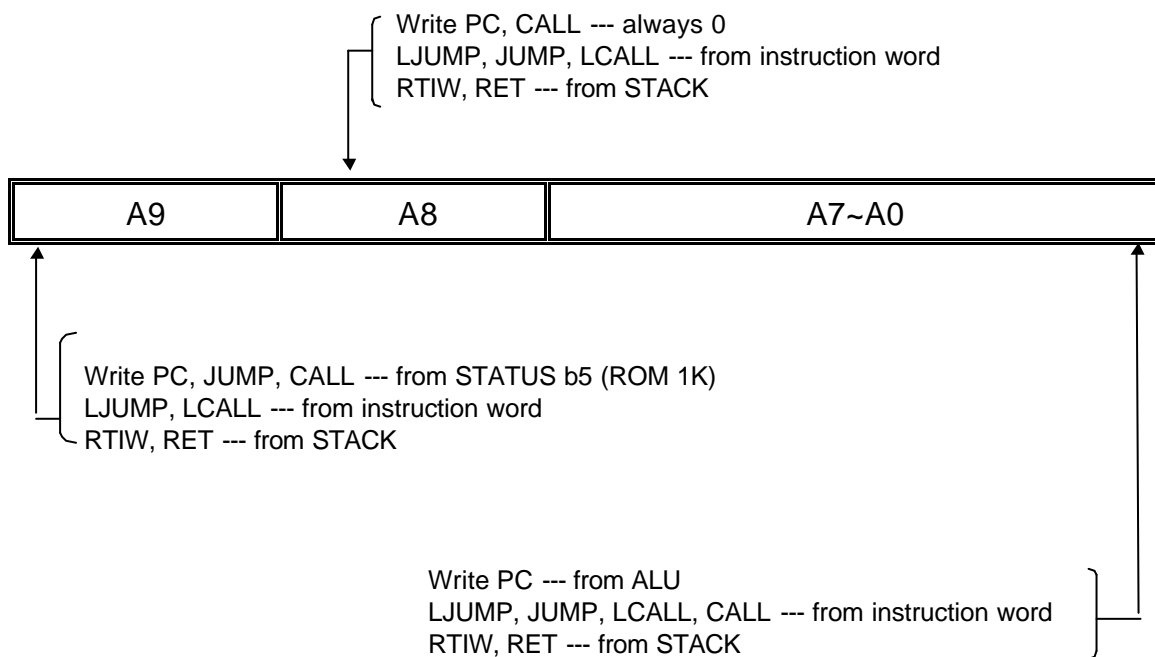 Write PC, CALL --- always 0
LJUMP, JUMP, LCALL --- from instruction word
RTIW, RET --- from STACK
A9 A8 A7~A0
Write PC, JUMP, CALL --- from STATUS b5 (ROM 1K)
LJUMP, LCALL --- from instruction word
RTIW, RET --- from STACK
Write PC --- from ALU
LJUMP, JUMP, LCALL, CALL --- from instruction word
RTIW, RET --- from STACK